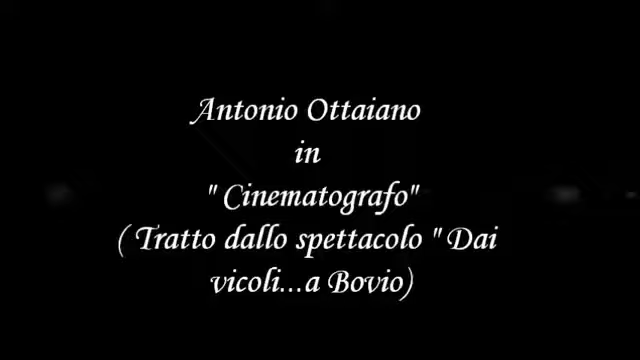 Antonio Ottaiano
in
" Cinematografo"
( Tratto dallo spettacolo " Dai
vicoli...a Bovio)